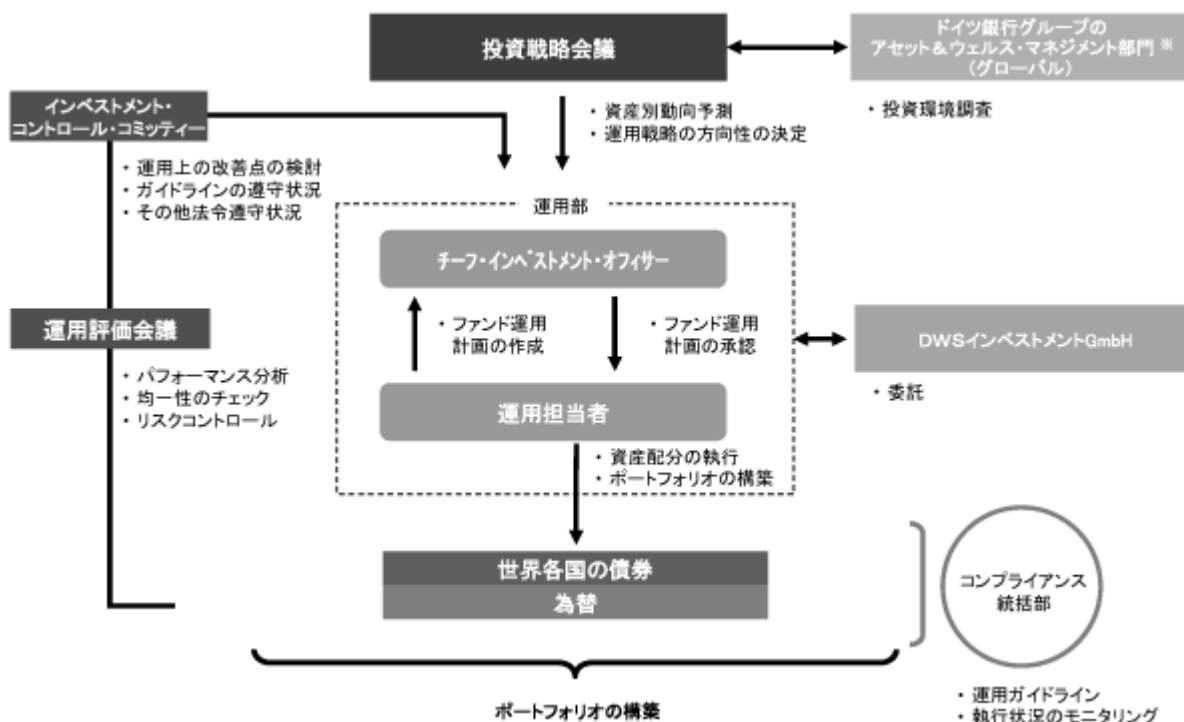 投資戦略会議
ドイツ銀行グループの
アセット&ウェルス・マネジメント部門※
(グローバル)
・投資環境調査
・資産別動向予測
・運用戦略の方向性の決定
インベストメント・
コントロール・コミッティー
・運用上の改善点の検討
・ガイドラインの遵守状況
・その他法令遵守状況
運用部
チーフ・インベストメント・オフィサー
・ファンド運用
計画の作成
・ファンド運用
計画の承認
運用評価会議
・パフォーマンス分析
・均一性のチェック
・リスクコントロール
DWSインベストメントGmbH
・委託
運用担当者
・資産配分の執行
・ポートフォリオの構築
世界各国の債券
為替
コンプライアンス
統括部
・運用ガイドライン
・執行状況のモニタリング
ポートフォリオの構築